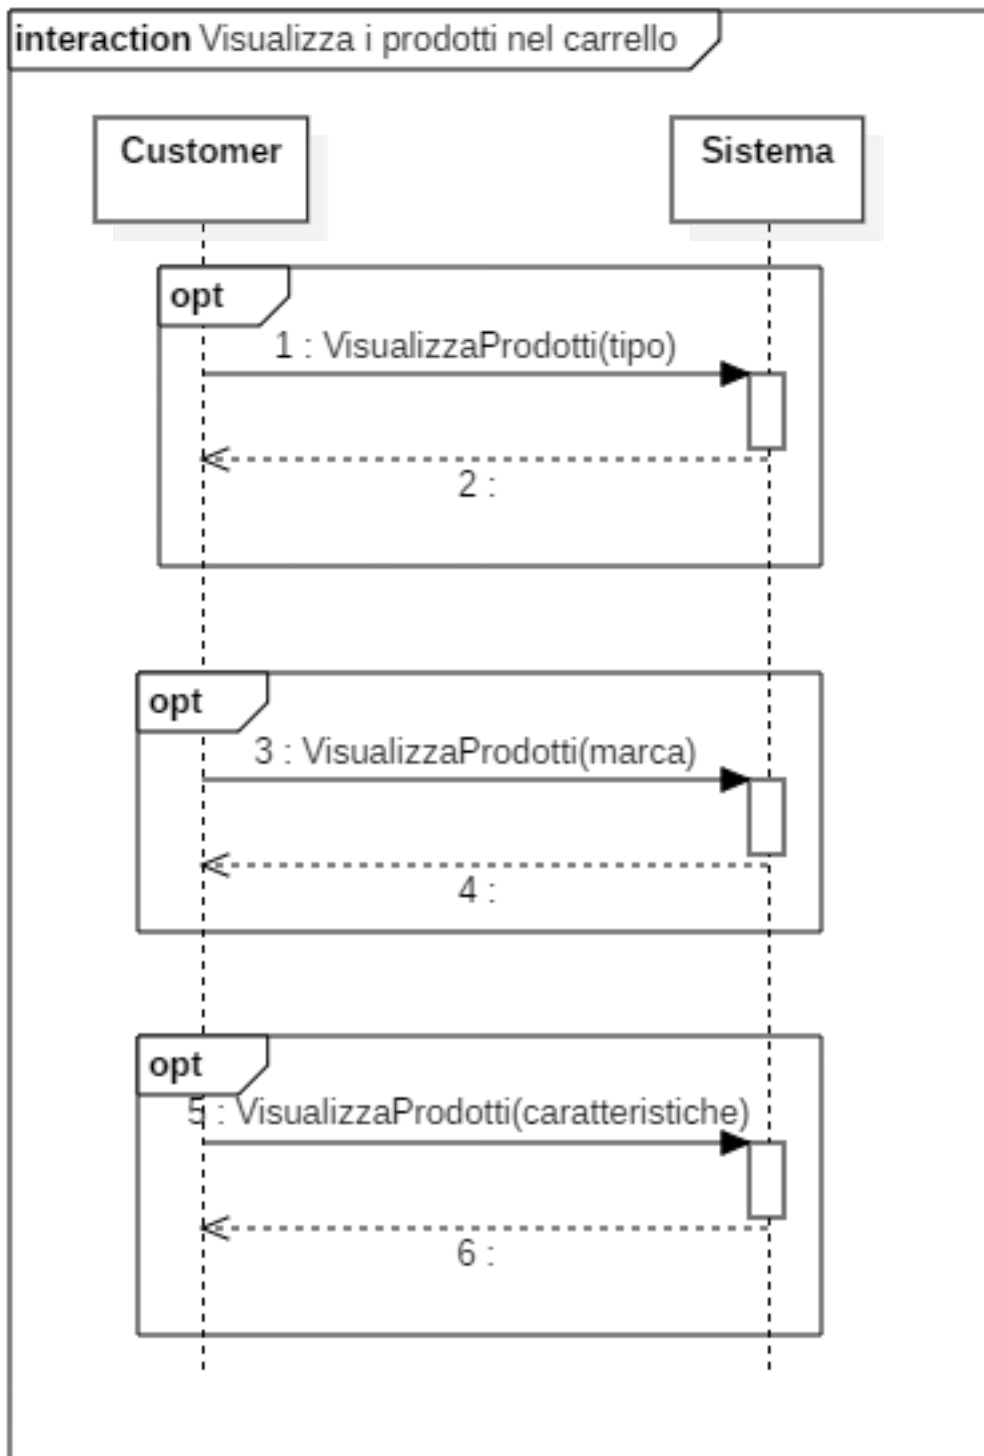 interaction Visualizza i prodotti nel carrello
Customer
Sistema
opt
1 : VisualizzaProdotti(tipo)
2 :
opt
3 : VisualizzaProdotti(marca)
4 :
opt
5 : VisualizzaProdotti(caratteristiche)
6 :